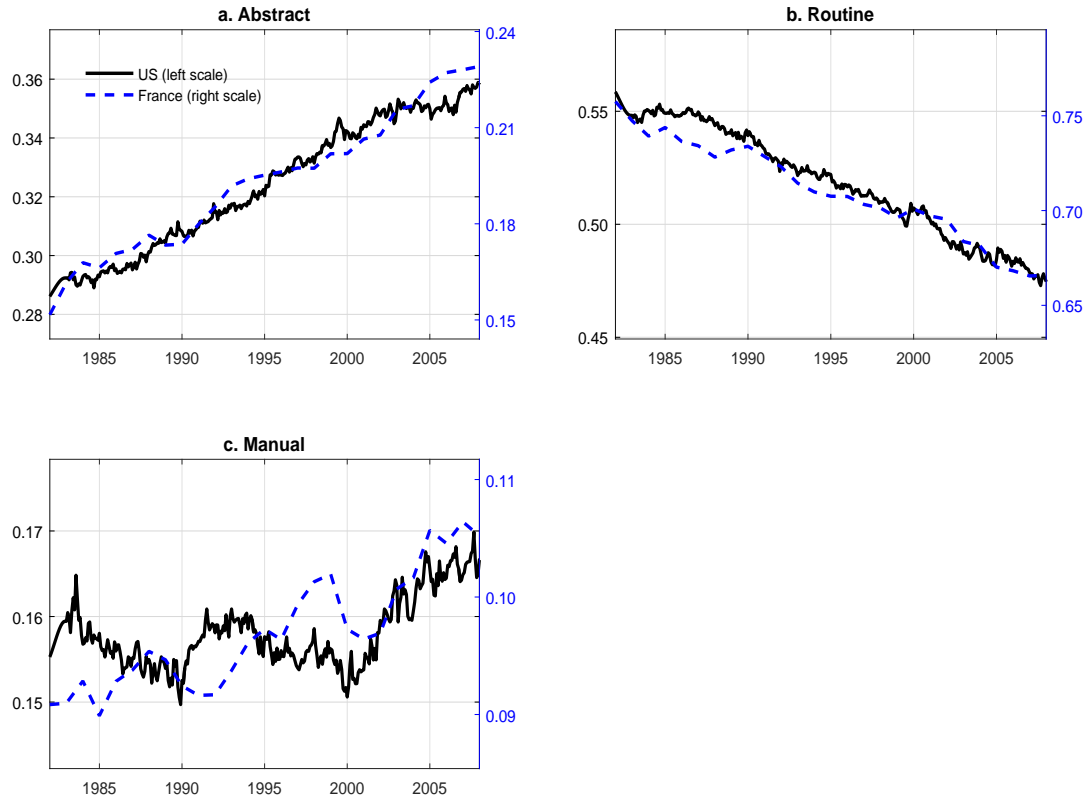 a. Abstract
US (left scale)
France (right scale)
0.36
0.34
0.32
0.30
0.28
0.24
0.21
0.18
0.15
1985 1990 1995 2000 2005
b. Routine
0.55
0.50
0.45
0.75
0.70
0.65
1985 1990 1995 2000 2005
c. Manual
0.17
0.16
0.15
0.11
0.10
0.09
1985 1990 1995 2000 2005